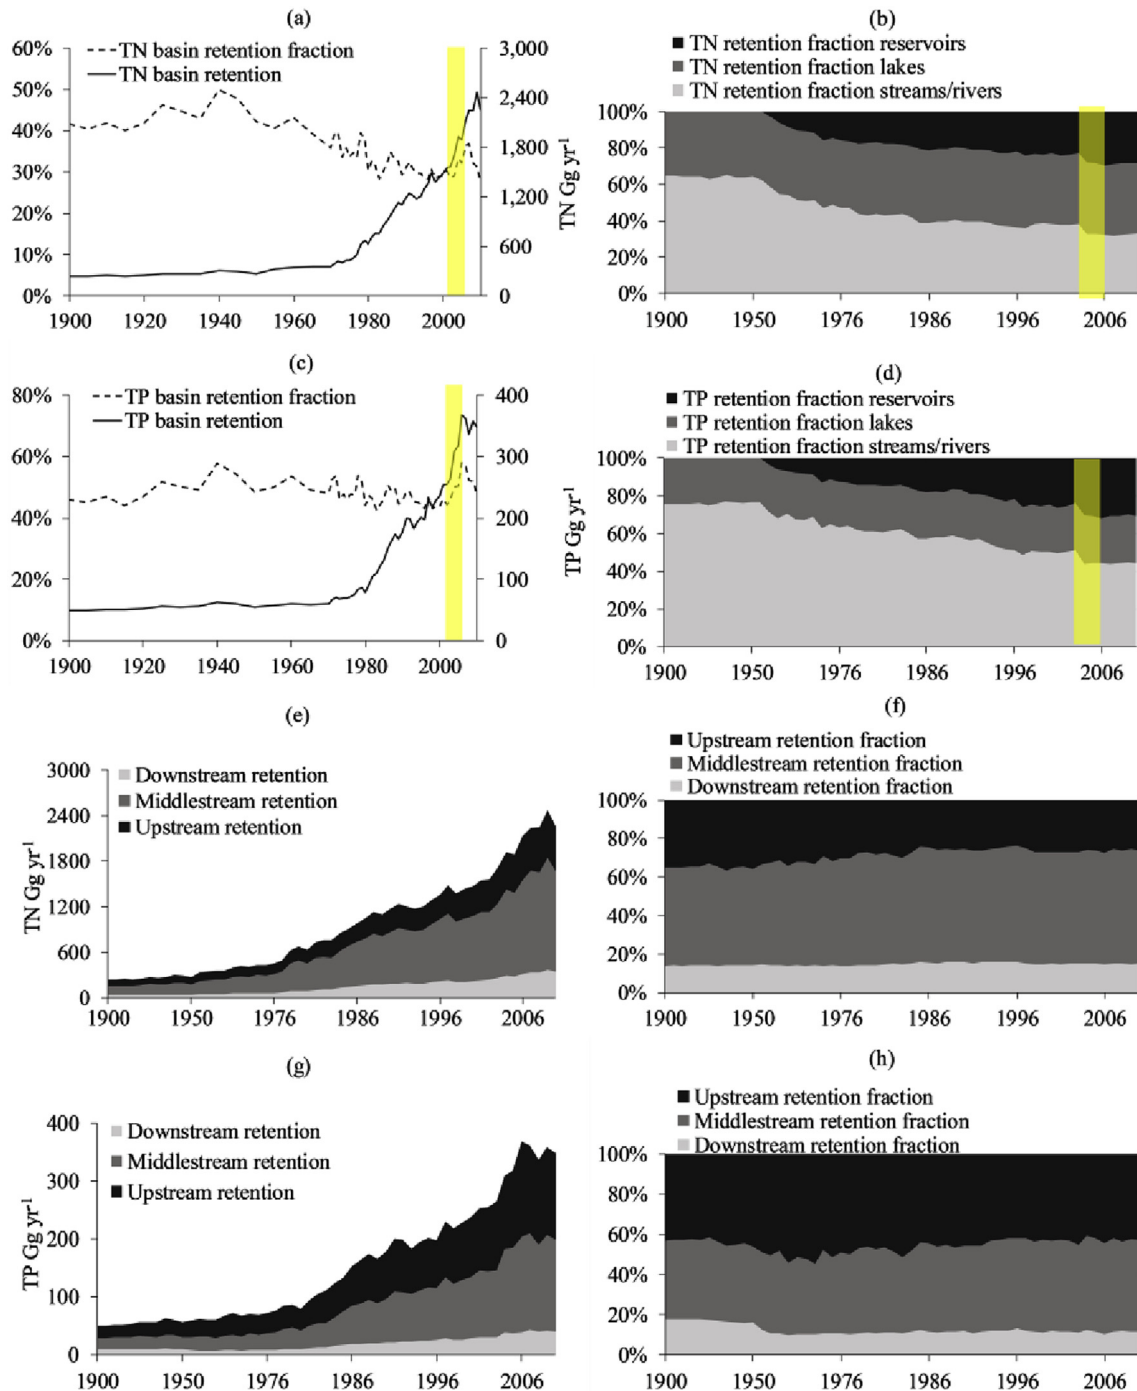 (a)
TN basin retention fraction
TN basin retention
60%
50%
40%
30%
20%
10%
0%
3,000
2,400
1,800
1,200
600
0
TN Gg yr-1
1900 1920 1940 1960 1980 2000
(b)
TN retention fraction reservoirs
TN retention fraction lakes
TN retention fraction streams/rivers
100%
80%
60%
40%
20%
0%
1900 1950 1976 1986 1996 2006
(c)
TP basin retention fraction
TP basin retention
80%
60%
40%
20%
0%
400
300
200
100
0
TP Gg yr-1
1900 1920 1940 1960 1980 2000
(d)
TP retention fraction reservoirs
TP retention fraction lakes
TP retention fraction streams/rivers
100%
80%
60%
40%
20%
0%
1900 1950 1976 1986 1996 2006
(e)
Downstream retention
Middlestream retention
Upstream retention
3000
2400
1800
1200
600
0
TN Gg yr-1
1900 1950 1976 1986 1996 2006
(f)
Upstream retention fraction
Middlestream retention fraction
Downstream retention fraction
100%
80%
60%
40%
20%
0%
1900 1950 1976 1986 1996 2006
(g)
Downstream retention
Middlestream retention
Upstream retention
400
300
200
100
0
TP Gg yr-1
1900 1950 1976 1986 1996 2006
(h)
Upstream retention fraction
Middlestream retention fraction
Downstream retention fraction
100%
80%
60%
40%
20%
0%
1900 1950 1976 1986 1996 2006